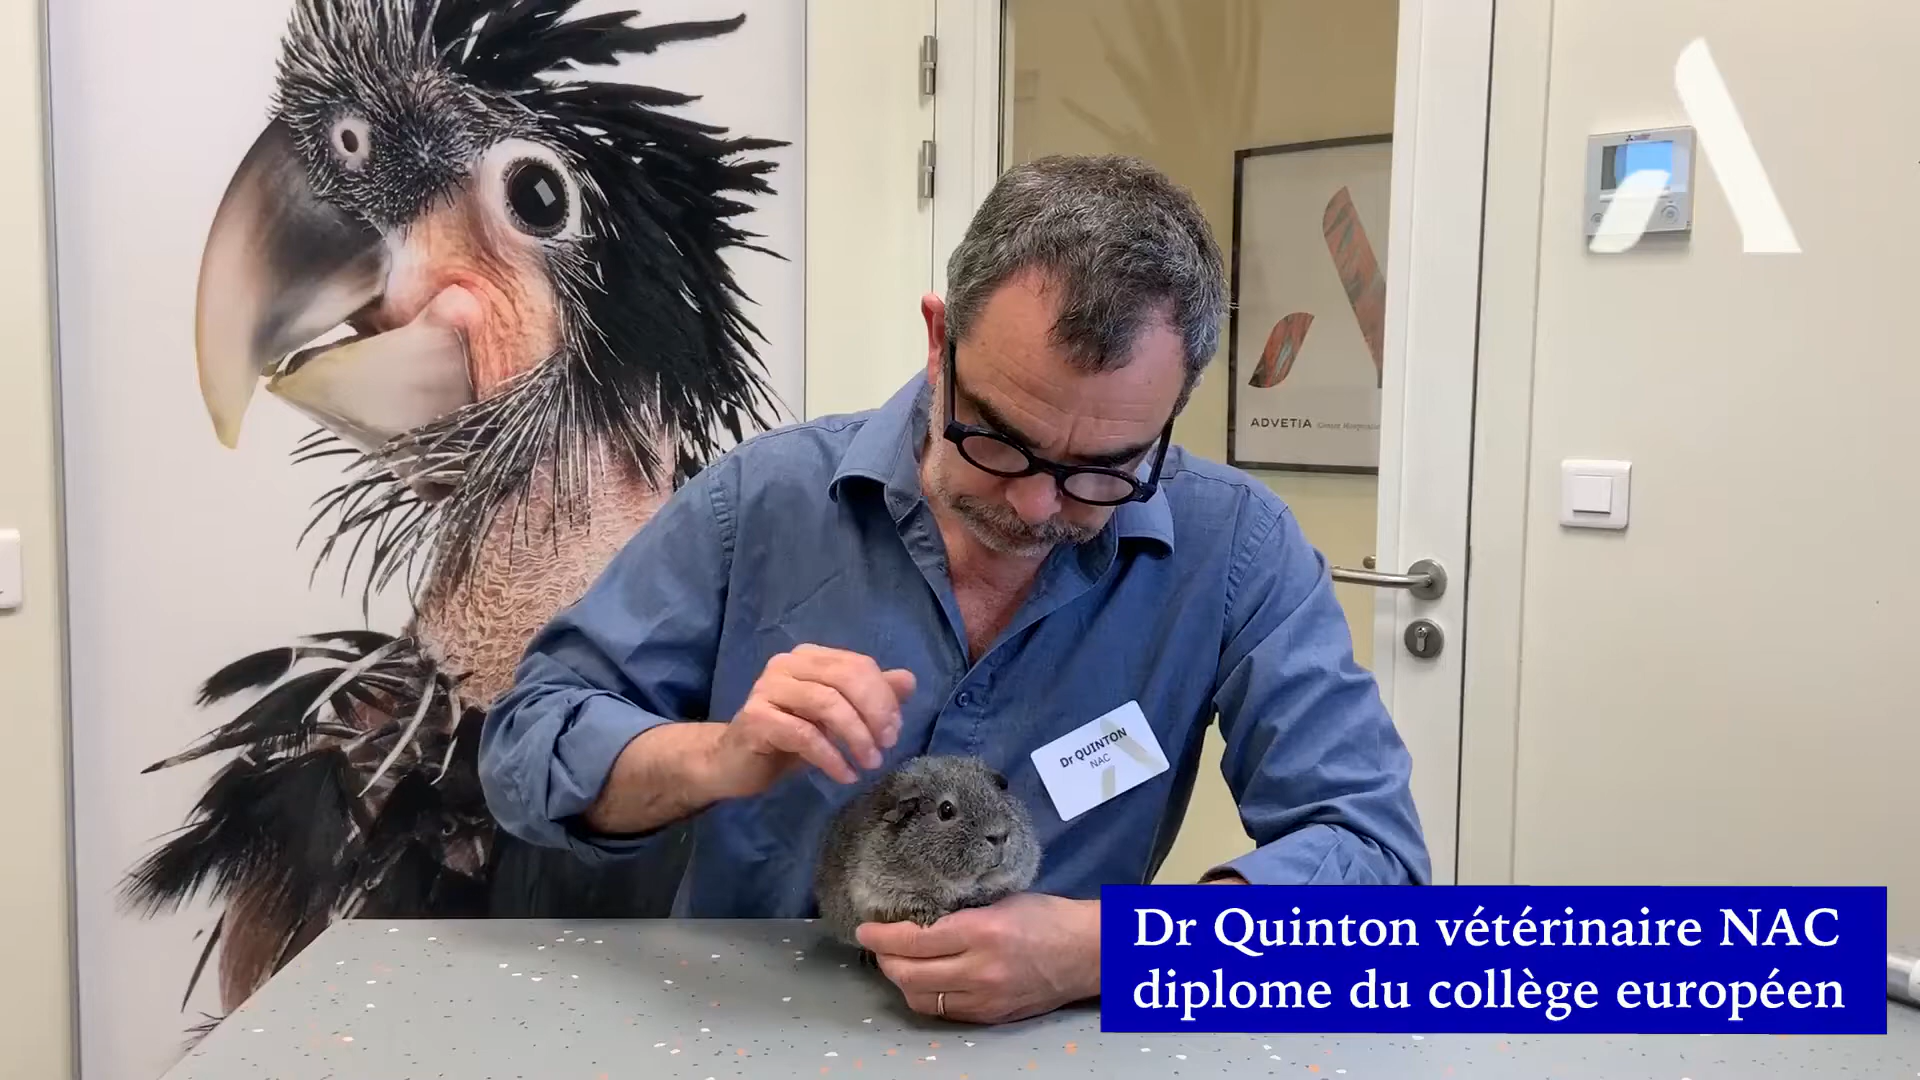 ADVETIA
Dr QUINTON
NAC
Dr Quinton vétérinaire NAC
diplome du collège européen